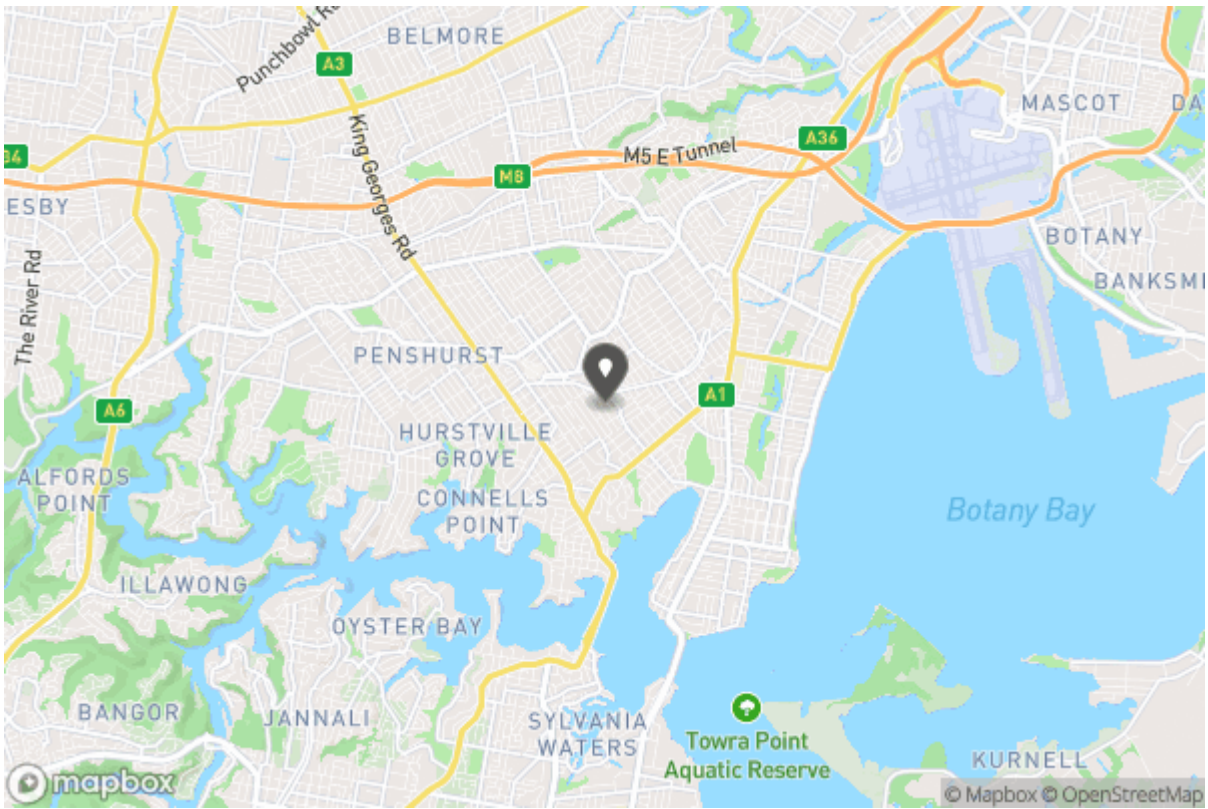 Punchbowl Rd
BELMORE
A3
MASCOT
DA
A36
M5 E Tunnel
34
M8
King Georges Rd
ESBY
BOTANY
BANKSM
The River Rd
PENSHURST
A1
A6
HURSTVILLE
GROVE
ALFORDS
POINT
CONNELLS
POINT
Botany Bay
ILLAWONG
OYSTER BAY
BANGOR
JANNALI
SYLVANIA
WATERS
Towra Point
Aquatic Reserve
KURNELL
mapbox
© Mapbox © OpenStreetMap